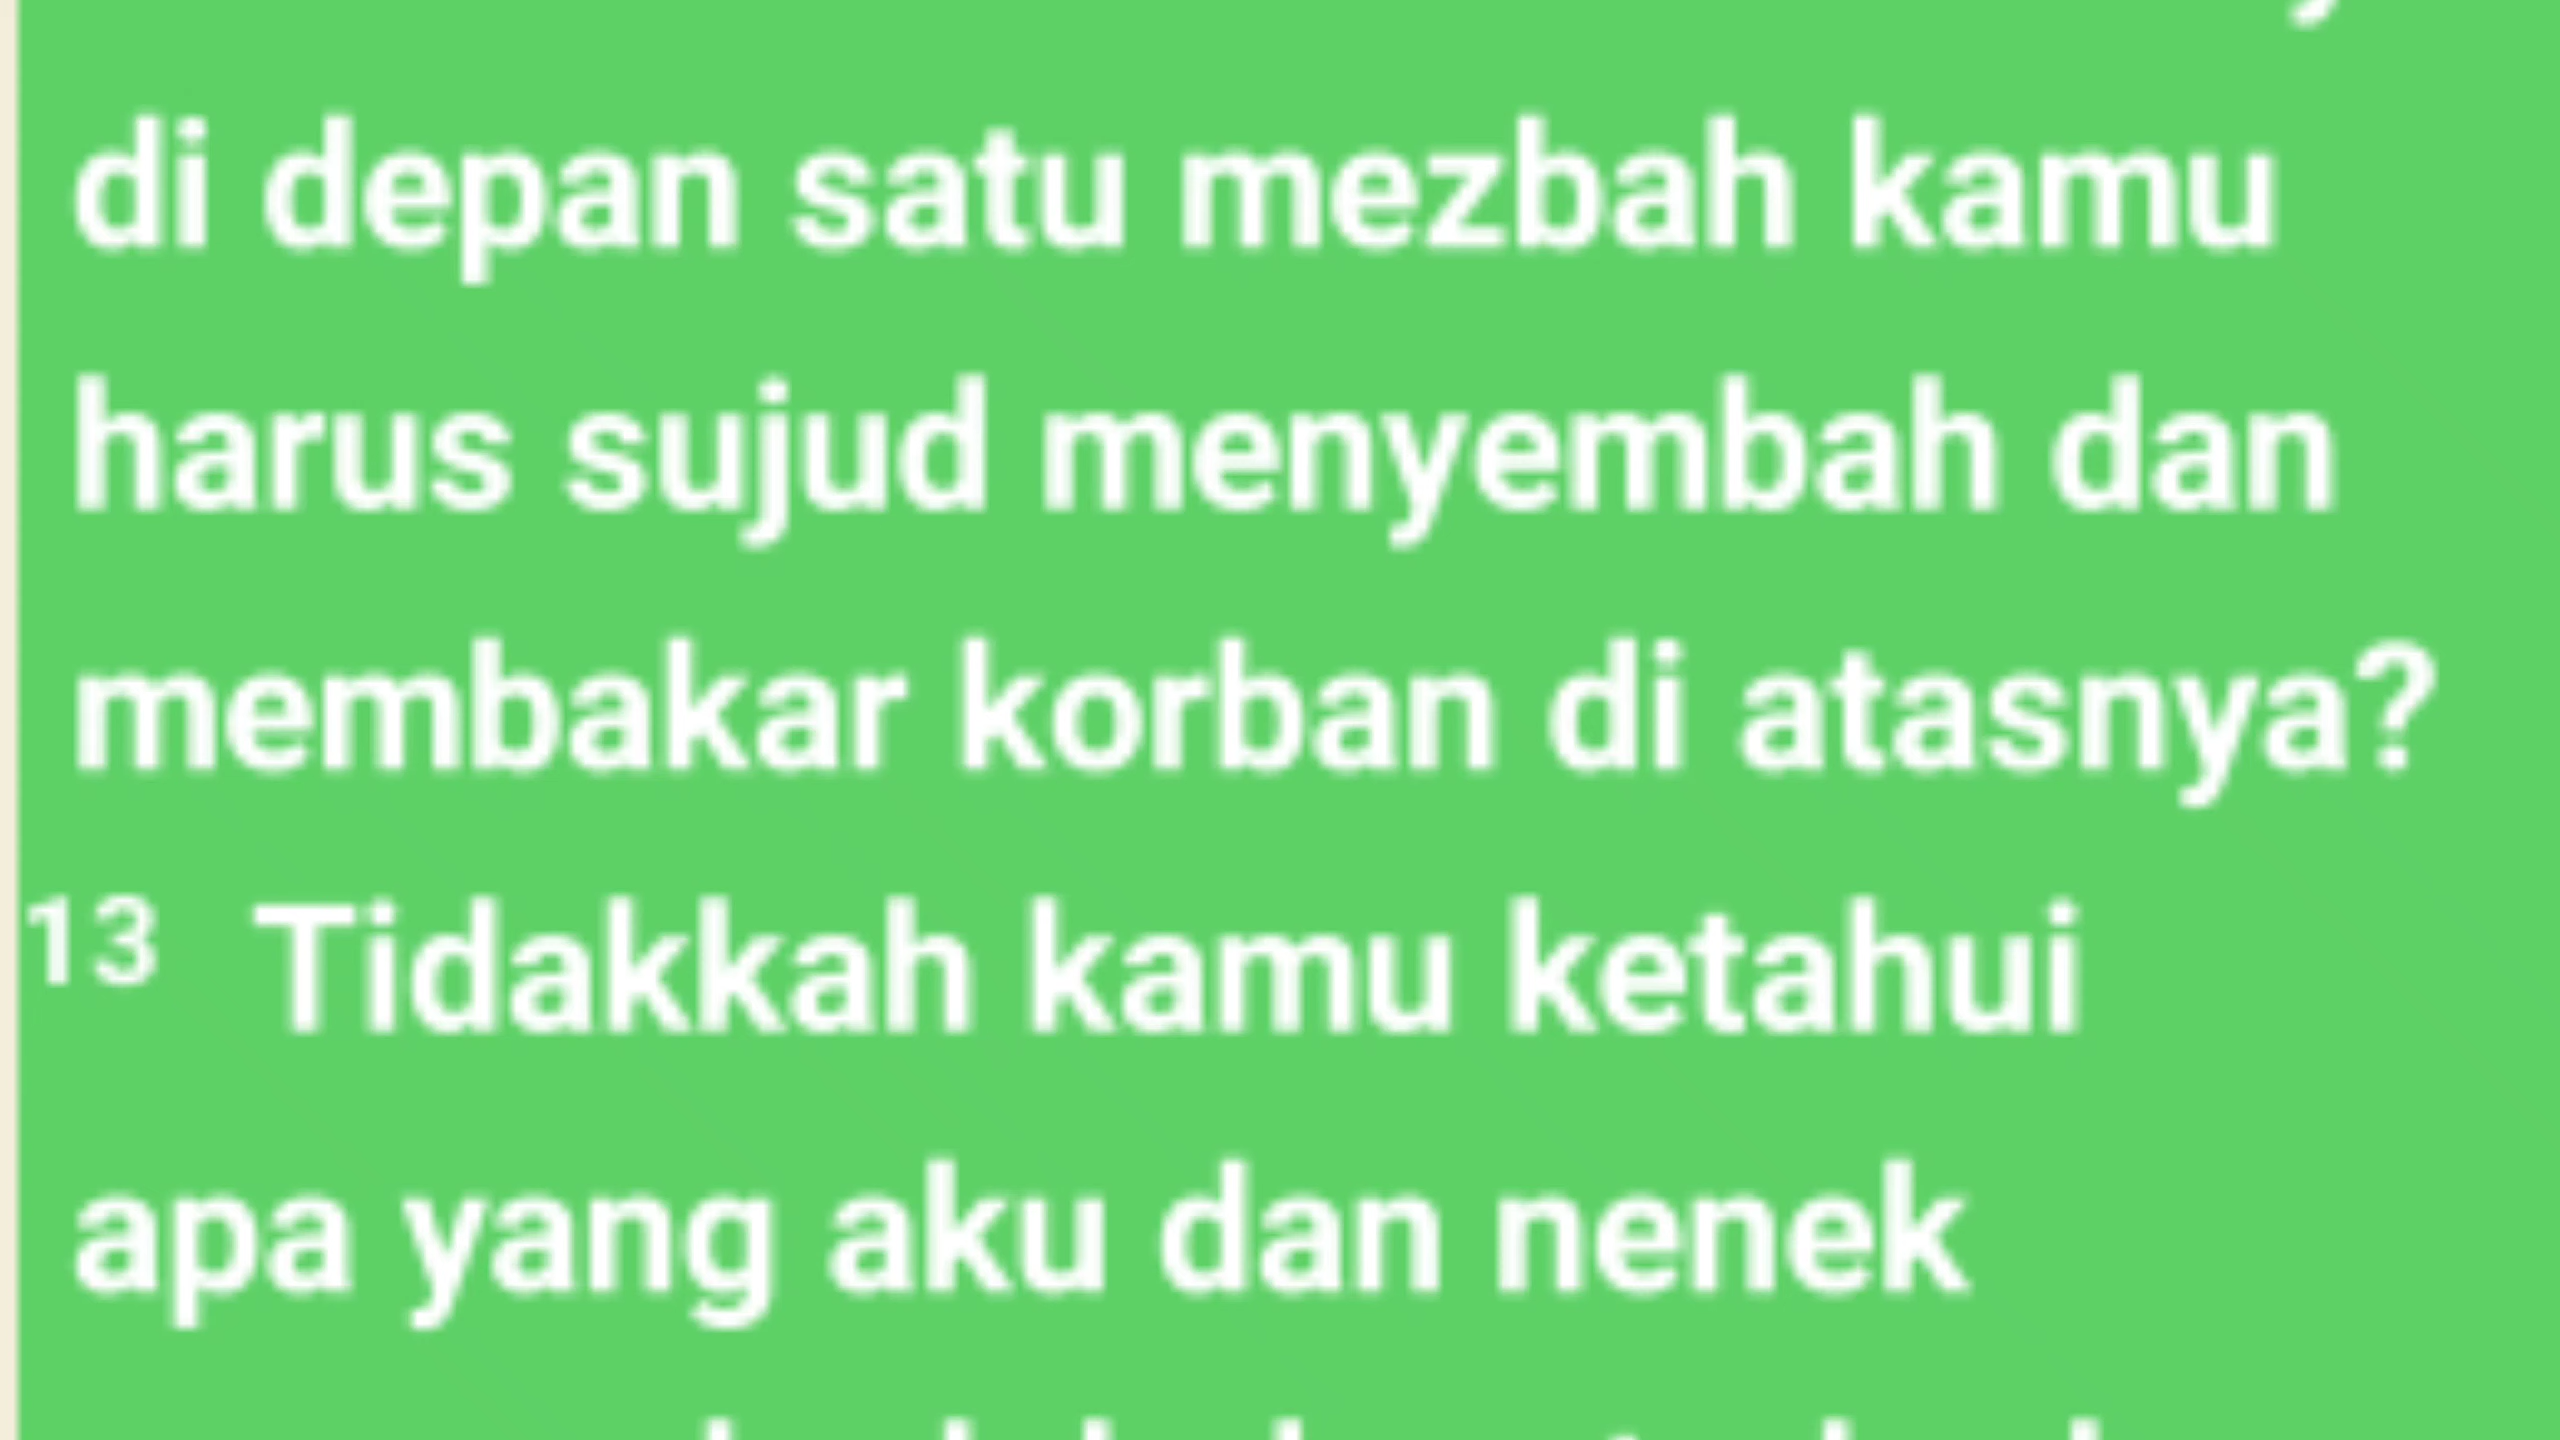 di depan satu mezbah kamu
harus sujud menyembah dan
membakar korban di atasnya?
13 Tidakkah kamu ketahui
apa yang aku dan nenek